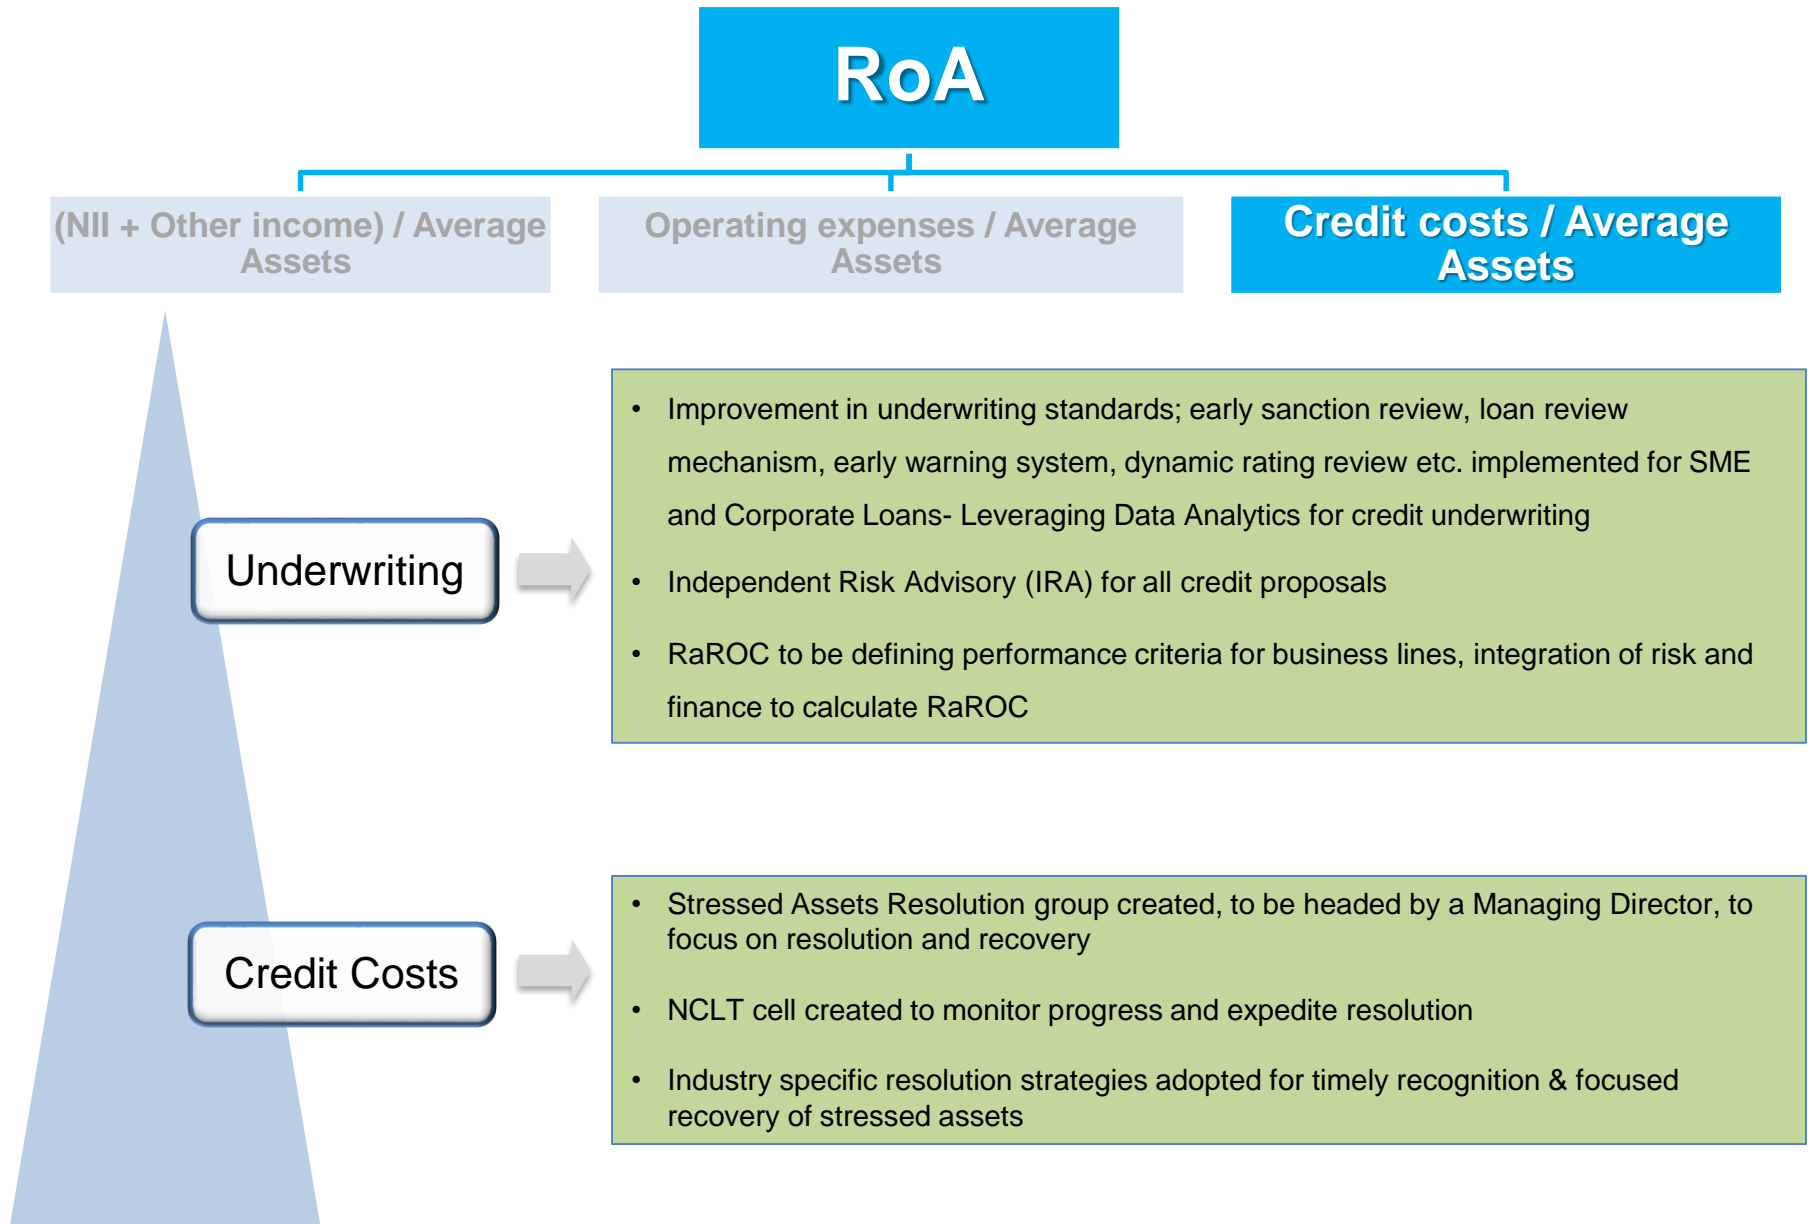 RoA
(NII + Other income) / Average
Assets
Operating expenses / Average
Assets
Credit costs / Average
Assets
Underwriting
• Improvement in underwriting standards; early sanction review, loan review
mechanism, early warning system, dynamic rating review etc. implemented for SME
and Corporate Loans- Leveraging Data Analytics for credit underwriting
• Independent Risk Advisory (IRA) for all credit proposals
• RaROC to be defining performance criteria for business lines, integration of risk and
finance to calculate RaROC
Credit Costs
• Stressed Assets Resolution group created, to be headed by a Managing Director, to
focus on resolution and recovery
• NCLT cell created to monitor progress and expedite resolution
• Industry specific resolution strategies adopted for timely recognition & focused
recovery of stressed assets